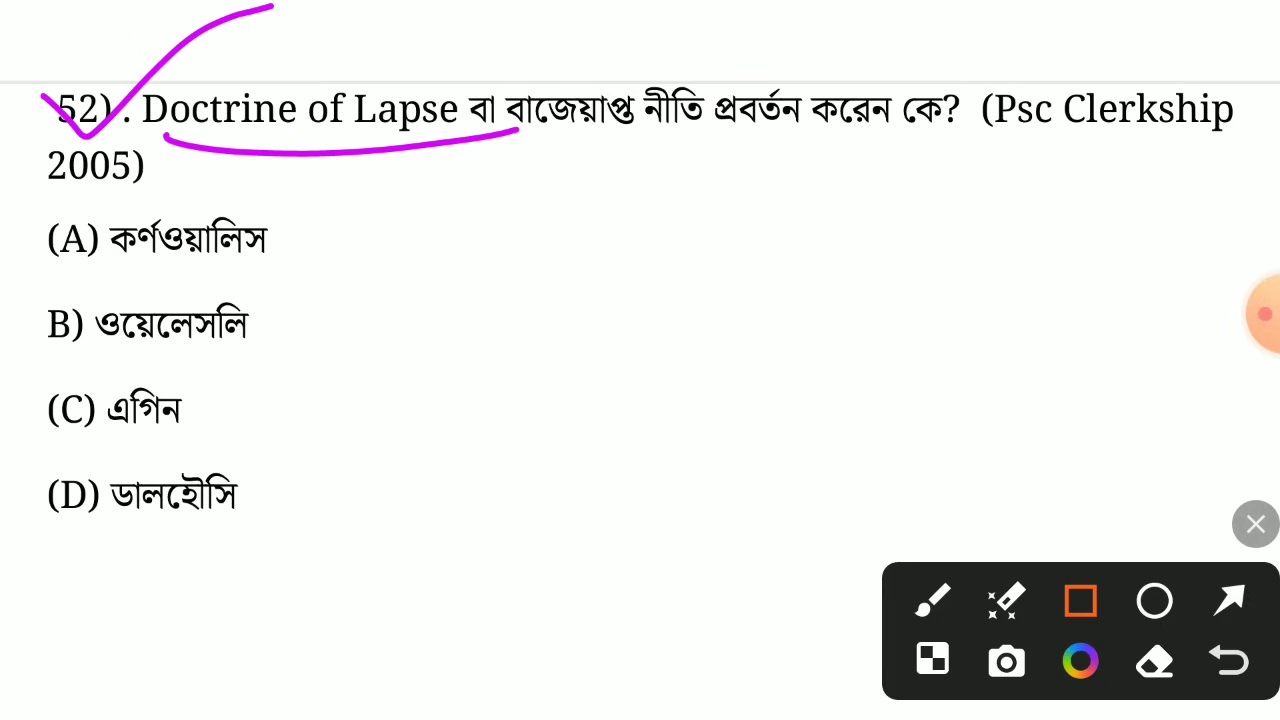 52) . Doctrine of Lapse বা বাজেয়াপ্ত নীতি প্রবর্তন করেন কে? (Psc Clerkship
2005)
(A) কর্ণওয়ালিস
B) ওয়েলেসলি
(C) এগিন
(D) ডালহৌসি